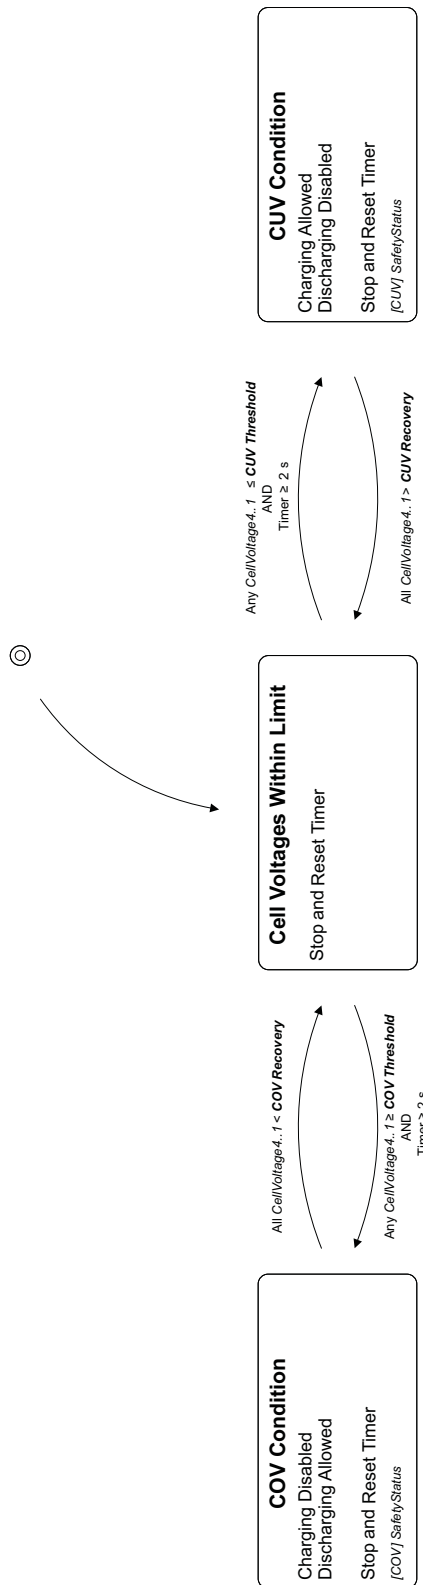 COV Condition
Charging Disabled
Discharging Allowed
Stop and Reset Timer
[COV] SafetyStatus
All CellVoltage4..1 < COV Recovery
Any CellVoltage4..1 ≥ COV Threshold
AND
Timer ≥ 2 s
Cell Voltages Within Limit
Stop and Reset Timer
Any CellVoltage4..1 ≤ CUV Threshold
AND
Timer ≥ 2 s
All CellVoltage4..1 > CUV Recovery
CUV Condition
Charging Allowed
Discharging Disabled
Stop and Reset Timer
[CUV] SafetyStatus